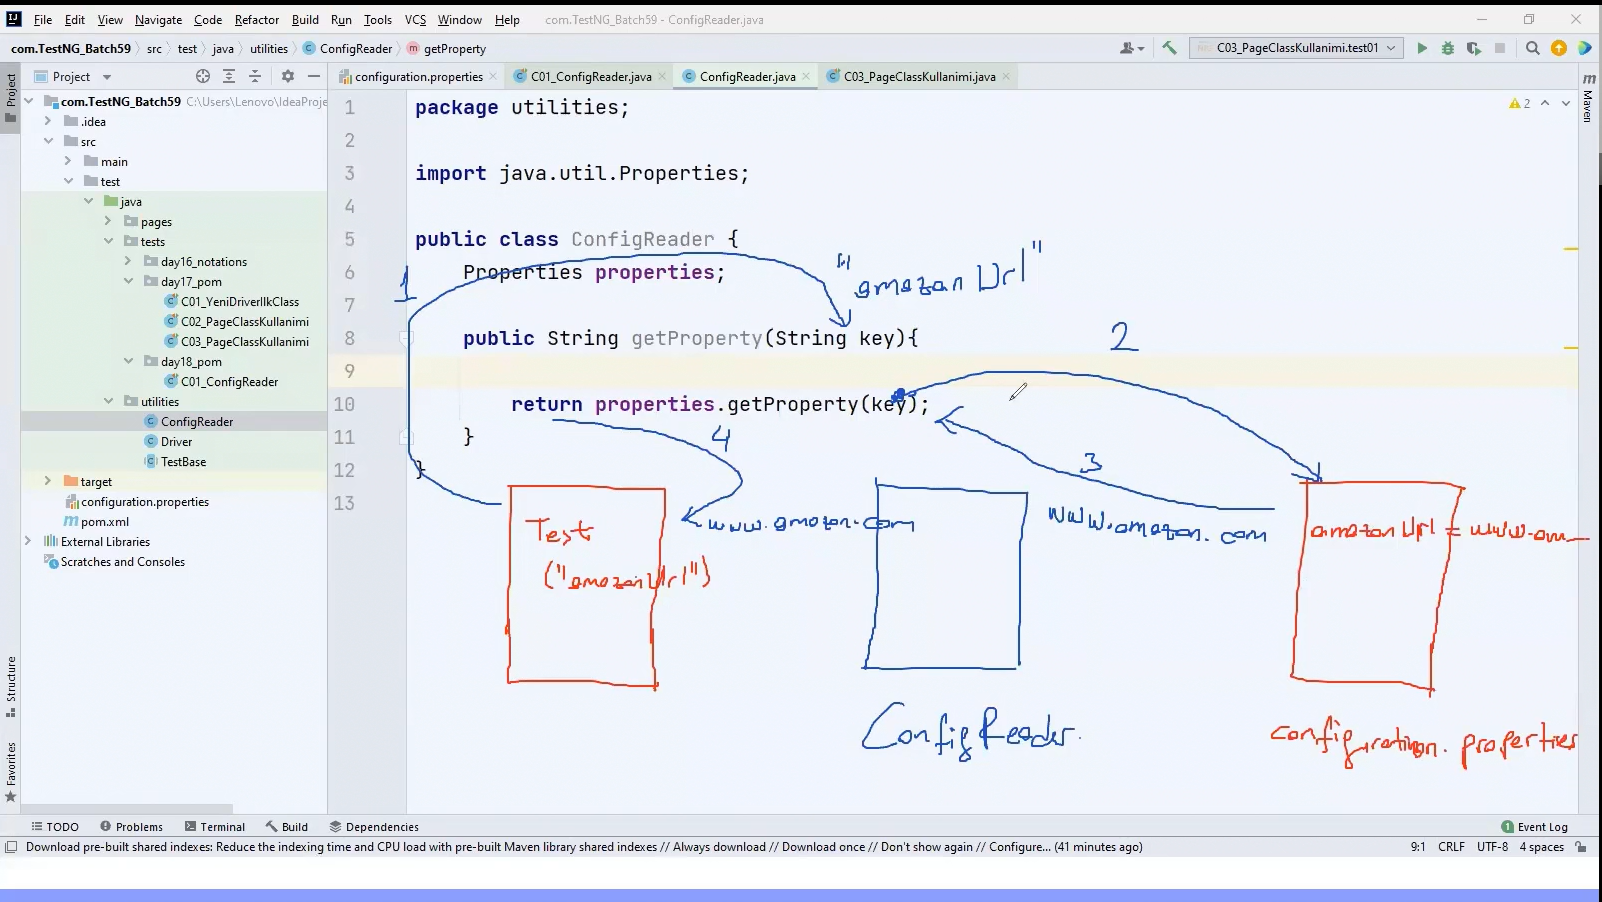 File Edit View Navigate Code Refactor Build Run Tools VCS Window Help com.TestNG_Batch59 - ConfigReader.java
com.TestNG_Batch59 src test java utilities ConfigReader getProperty C03_PageClassKullanimi.test01
Project configuration.properties C01_ConfigReader.java ConfigReader.java C03_PageClassKullanimi.java
Project
Maven
Structure
Favorites
com.TestNG_Batch59 C:\Users\Lenovo\IdeaProje
.idea
src
main
test
java
pages
tests
day16_notations
day17_pom
C01_YeniDriverIlkClass
C02_PageClassKullanimi
C03_PageClassKullanimi
day18_pom
C01_ConfigReader
utilities
ConfigReader
Driver
TestBase
target
configuration.properties
pom.xml
External Libraries
Scratches and Consoles
2
1 package utilities;
2
3 import java.util.Properties;
4
5 public class ConfigReader {
6 Properties properties;
7
8 public String getProperty(String key){
9
10 return properties.getProperty(key);
11 }
12 }
13
1
"amazonUrl"
2
4
3
Test
("amazonUrl")
www.amazon.com
www.amazon.com
amazonUrl = www.am__
ConfigReader.
configuration.properties
TODO Problems Terminal Build Dependencies 1 Event Log
Download pre-built shared indexes: Reduce the indexing time and CPU load with pre-built Maven library shared indexes // Always download // Download once // Don't show again // Configure... (41 minutes ago) 9:1 CRLF UTF-8 4 spaces